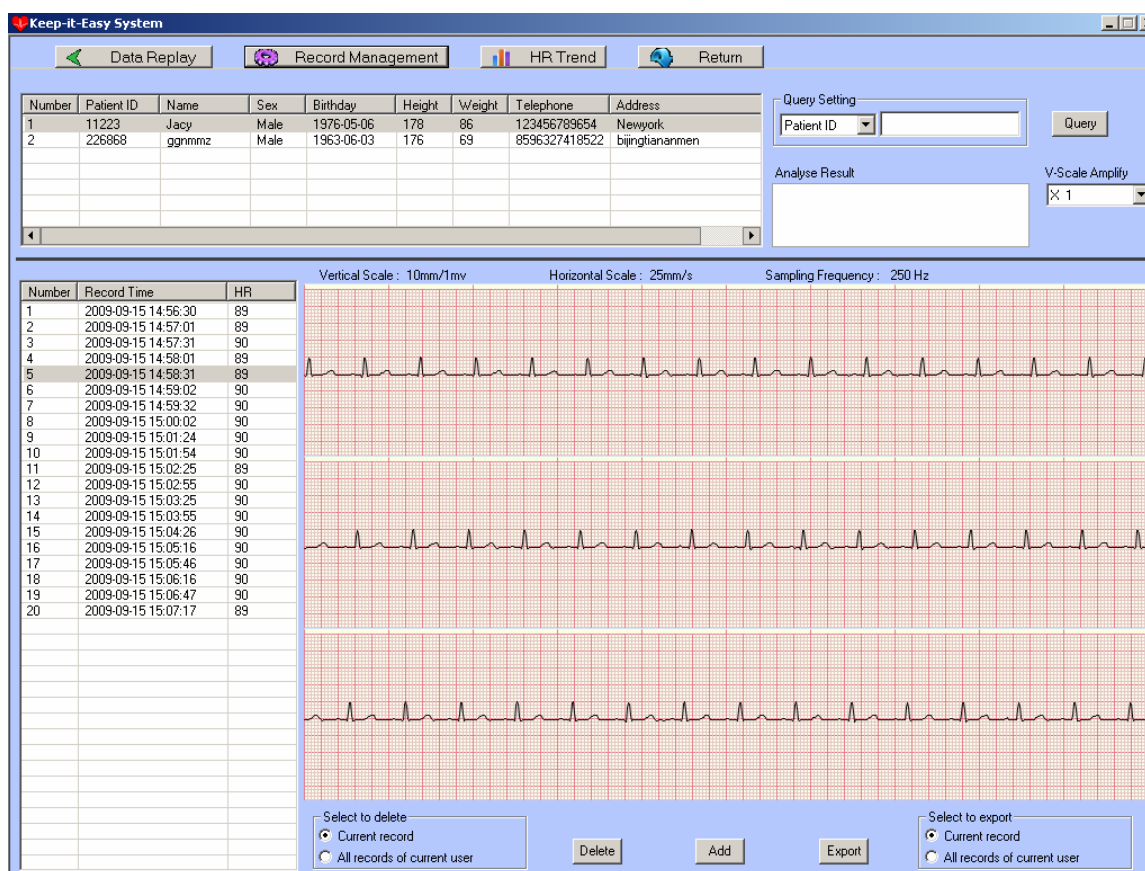 Keep-it-Easy System
Data Replay Record Management HR Trend Return
Number Patient ID Name Sex Birthday Height Weight Telephone Address
1 11223 Jacy Male 1976-05-06 178 86 123456789654 Newyork
2 226868 ggnmmz Male 1963-06-03 176 69 8596327418522 bijingtiananmen
Query Setting
Patient ID Query
Analyse Result V-Scale Amplify
X 1
Vertical Scale : 10mm/1mv Horizontal Scale : 25mm/s Sampling Frequency : 250 Hz
Number Record Time HR
1 2009-09-15 14:56:30 89
2 2009-09-15 14:57:01 89
3 2009-09-15 14:57:31 90
4 2009-09-15 14:58:01 89
5 2009-09-15 14:58:31 89
6 2009-09-15 14:59:02 90
7 2009-09-15 14:59:32 90
8 2009-09-15 15:00:02 90
9 2009-09-15 15:01:24 90
10 2009-09-15 15:01:54 90
11 2009-09-15 15:02:25 89
12 2009-09-15 15:02:55 90
13 2009-09-15 15:03:25 90
14 2009-09-15 15:03:55 90
15 2009-09-15 15:04:26 90
16 2009-09-15 15:05:16 90
17 2009-09-15 15:05:46 90
18 2009-09-15 15:06:16 90
19 2009-09-15 15:06:47 90
20 2009-09-15 15:07:17 89
Select to delete
Current record
All records of current user
Delete Add Export
Select to export
Current record
All records of current user